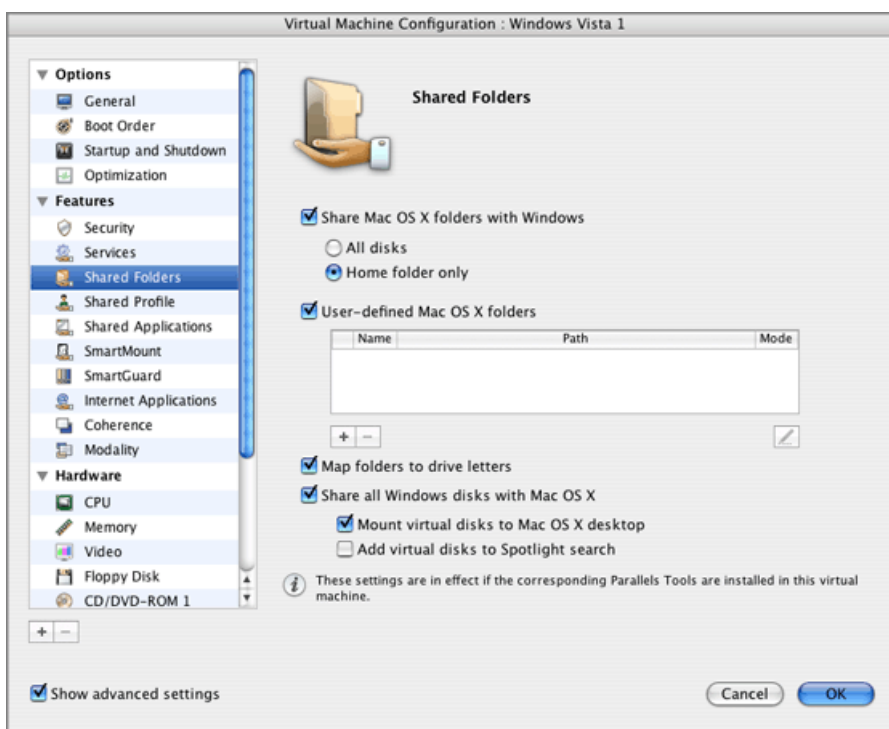 Virtual Machine Configuration : Windows Vista 1
Options
General
Boot Order
Startup and Shutdown
Optimization
Features
Security
Services
Shared Folders
Shared Profile
Shared Applications
SmartMount
SmartGuard
Internet Applications
Coherence
Modality
Hardware
CPU
Memory
Video
Floppy Disk
CD/DVD-ROM 1
Shared Folders
Share Mac OS X folders with Windows
All disks
Home folder only
User-defined Mac OS X folders
Name Path Mode
Map folders to drive letters
Share all Windows disks with Mac OS X
Mount virtual disks to Mac OS X desktop
Add virtual disks to Spotlight search
These settings are in effect if the corresponding Parallels Tools are installed in this virtual
machine.
Show advanced settings
Cancel OK